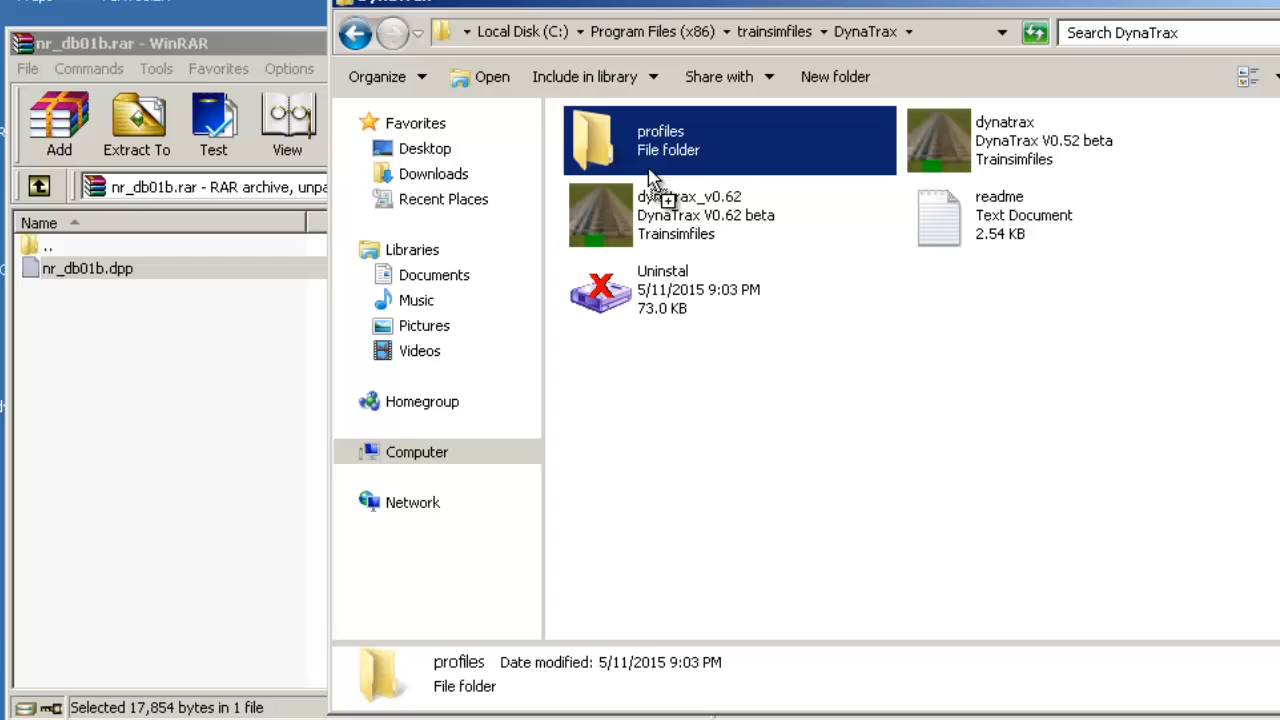 nr_db01b.rar - WinRAR
File Commands Tools Favorites Options
Add Extract To Test View
nr_db01b.rar - RAR archive, unpa
Name
..
nr_db01b.dpp
Selected 17,854 bytes in 1 file
Local Disk (C:) Program Files (x86) trainsimfiles DynaTrax
Search DynaTrax
Organize Open Include in library Share with New folder
Favorites
Desktop
Downloads
Recent Places
Libraries
Documents
Music
Pictures
Videos
Homegroup
Computer
Network
profiles
File folder
dynatrax
DynaTrax V0.52 beta
Trainsimfiles
dynatrax_v0.62
DynaTrax V0.62 beta
Trainsimfiles
readme
Text Document
2.54 KB
Uninstal
5/11/2015 9:03 PM
73.0 KB
profiles Date modified: 5/11/2015 9:03 PM
File folder